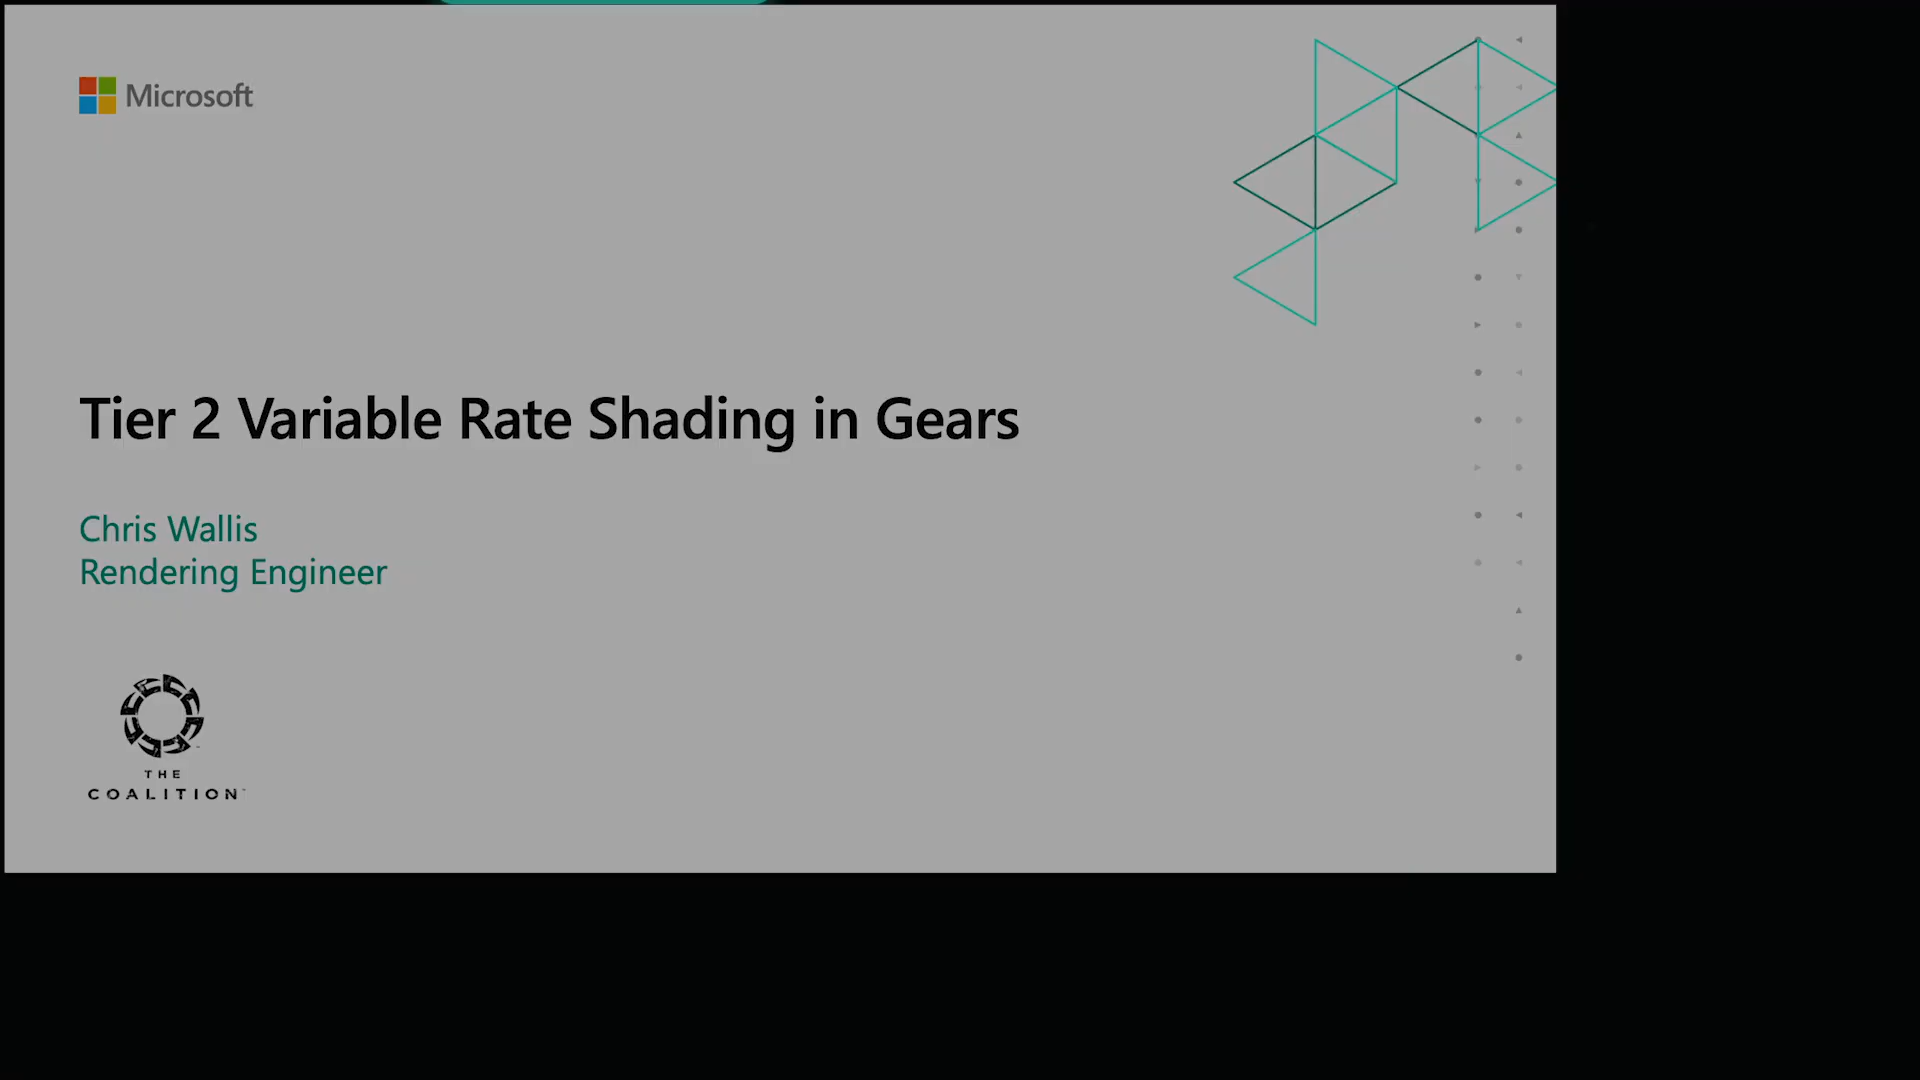 Microsoft
Tier 2 Variable Rate Shading in Gears
Chris Wallis
Rendering Engineer
THE
COALITION